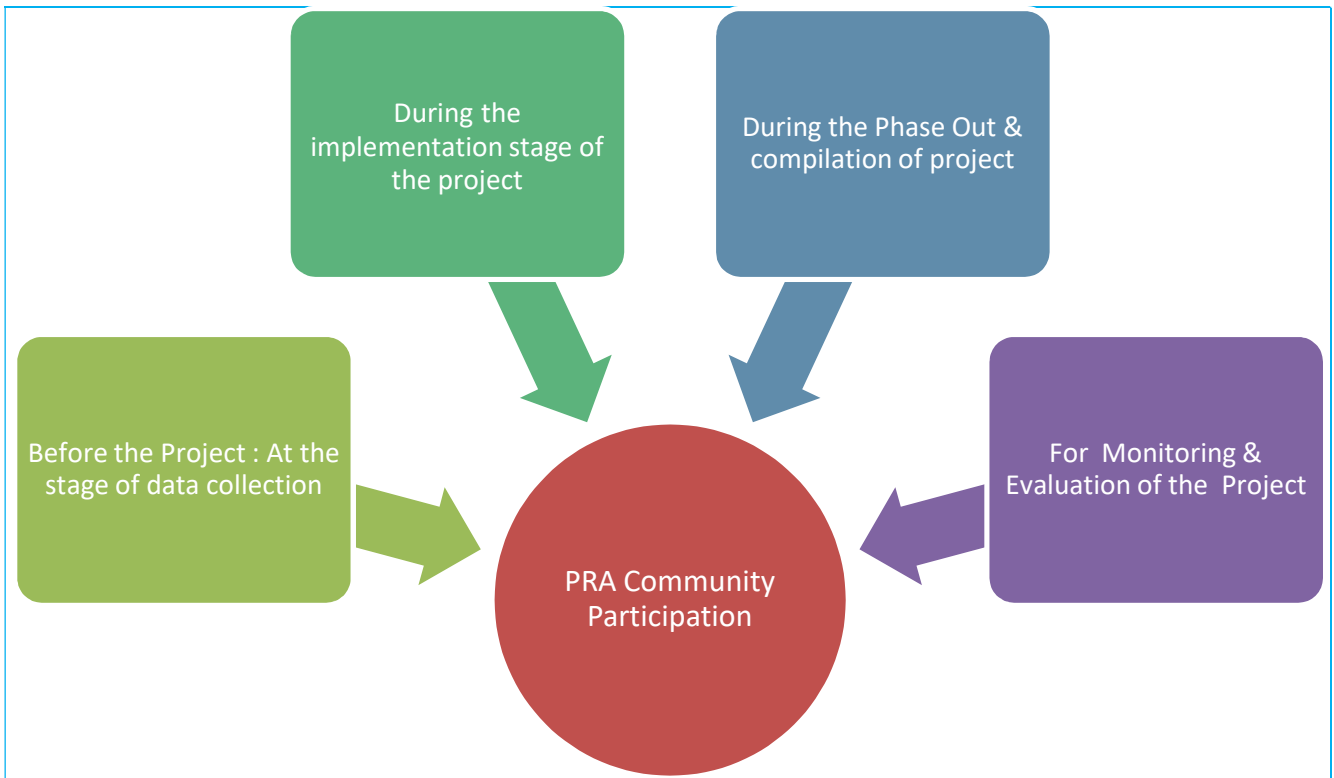 During the
implementation stage of
the project
During the Phase Out &
compilation of project
Before the Project : At the
stage of data collection
For  Monitoring &
Evaluation of the  Project
PRA Community
Participation